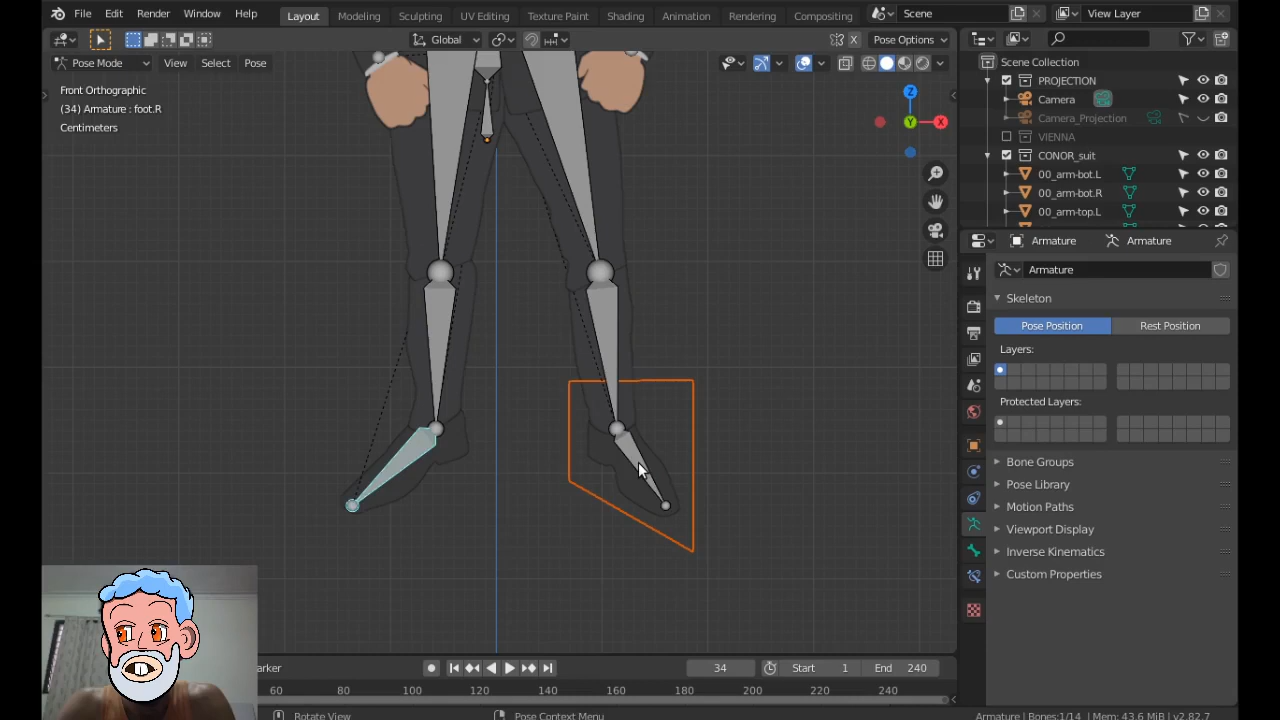 File Edit Render Window Help Layout Modeling Sculpting UV Editing Texture Paint Shading Animation Rendering Compositing Scene View Layer
Global X Pose Options
Pose Mode View Select Pose
Front Orthographic
(34) Armature : foot.R
Centimeters
Z
Y X
Scene Collection
PROJECTION
Camera
Camera_Projection
VIENNA
CONOR_suit
00_arm-bot.L
00_arm-bot.R
00_arm-top.L
Armature Armature
Armature
Skeleton
Pose Position Rest Position
Layers:
Protected Layers:
Bone Groups
Pose Library
Motion Paths
Viewport Display
Inverse Kinematics
Custom Properties
arker 34 Start 1 End 240
60 80 100 120 140 160 180 200 220 240
Rotate View Pose Context Menu Armature | Bones:1/14 | Mem: 43.6 MiB | v2.82.7